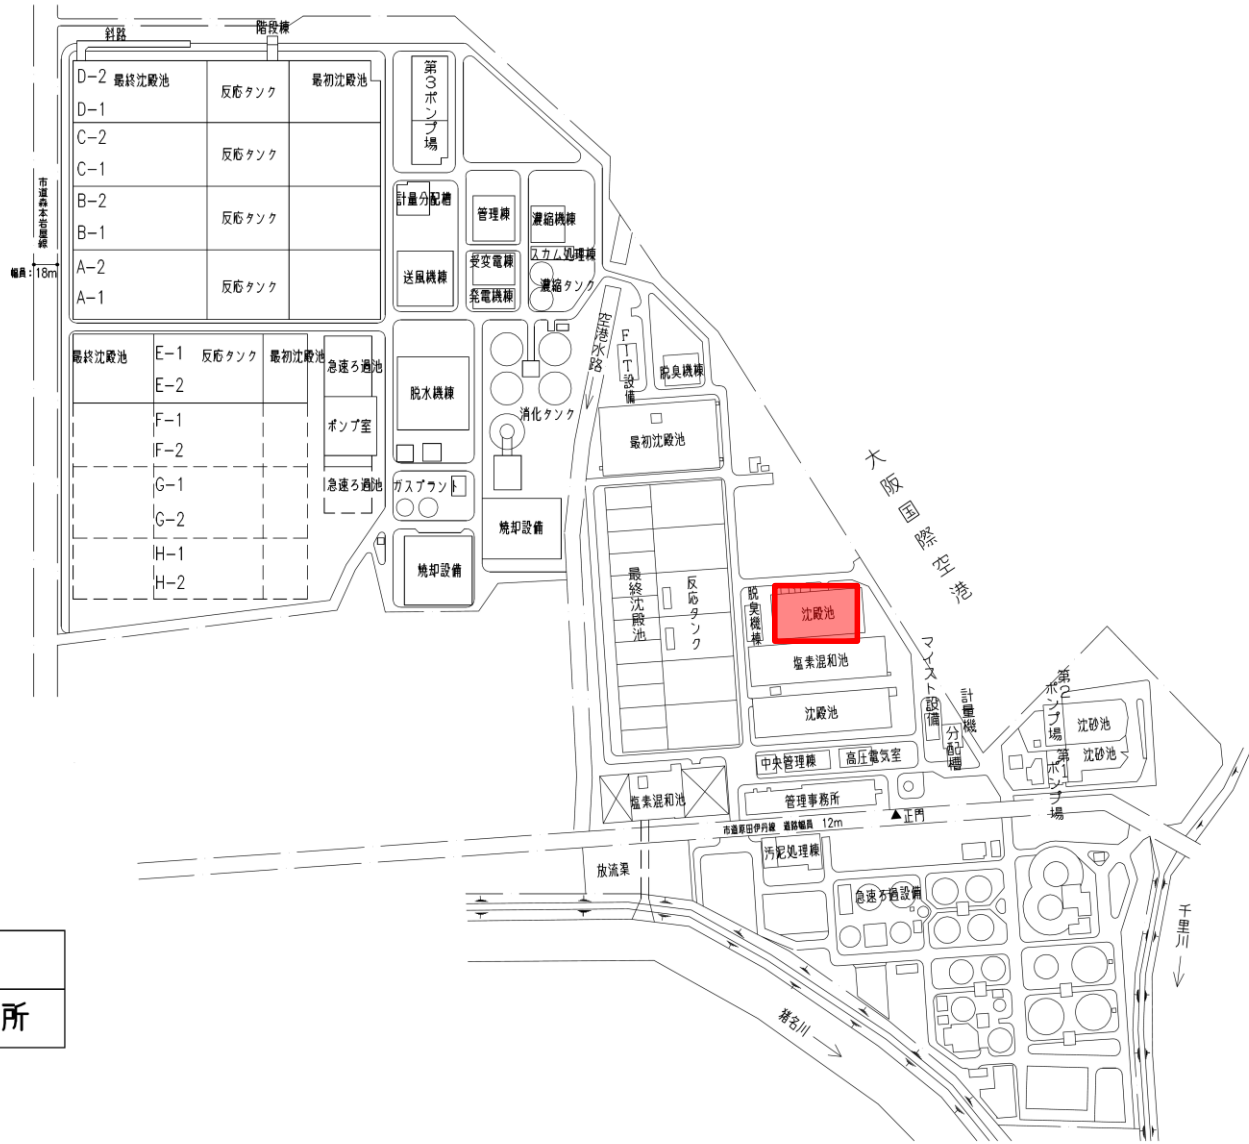 斜路
階段棟
D-2
最終沈殿池
反応タンク
最初沈殿池
D-1
C-2
反応タンク
C-1
B-2
反応タンク
B-1
A-2
反応タンク
A-1
市道森本岩屋線
幅員：18m
第3ポンプ場
計量分配槽
管理棟
濃縮機棟
スカム処理棟
受変電棟
送風機棟
発電機棟
濃縮タンク
最終沈殿池
E-1
反応タンク
最初沈殿池
急速ろ過池
E-2
F-1
ポンプ室
F-2
G-1
急速ろ過池
G-2
H-1
H-2
脱水機棟
消化タンク
ガスプラント
焼却設備
焼却設備
空港水路
FIT設備
脱臭機棟
最初沈殿池
大阪国際空港
最終沈殿池
反応タンク
脱臭機棟
沈殿池
塩素混和池
沈殿池
マイスト設備
計量機
分配槽
第2ポンプ場
沈砂池
第1ポンプ場
沈砂池
中央管理棟
高圧電気室
塩素混和池
管理事務所
市道原田伊丹線 道路幅員 12m
▲正門
放流渠
汚泥処理棟
急速ろ過設備
千里川
猪名川
所